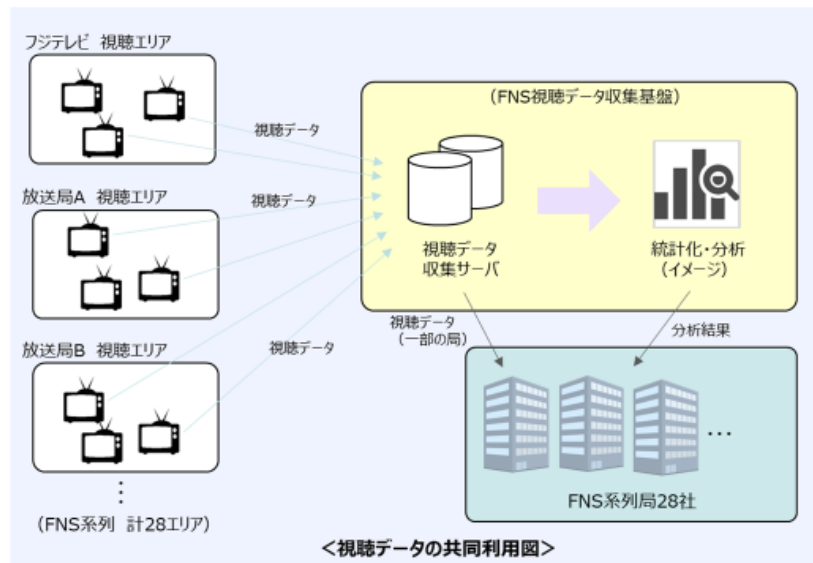 フジテレビ 視聴エリア
視聴データ
放送局A 視聴エリア
視聴データ
放送局B 視聴エリア
視聴データ
⋮
(FNS系列 計28エリア)
(FNS視聴データ収集基盤)
視聴データ
収集サーバ
統計化・分析
(イメージ)
視聴データ
(一部の局)
分析結果
…
FNS系列局28社
<視聴データの共同利用図>